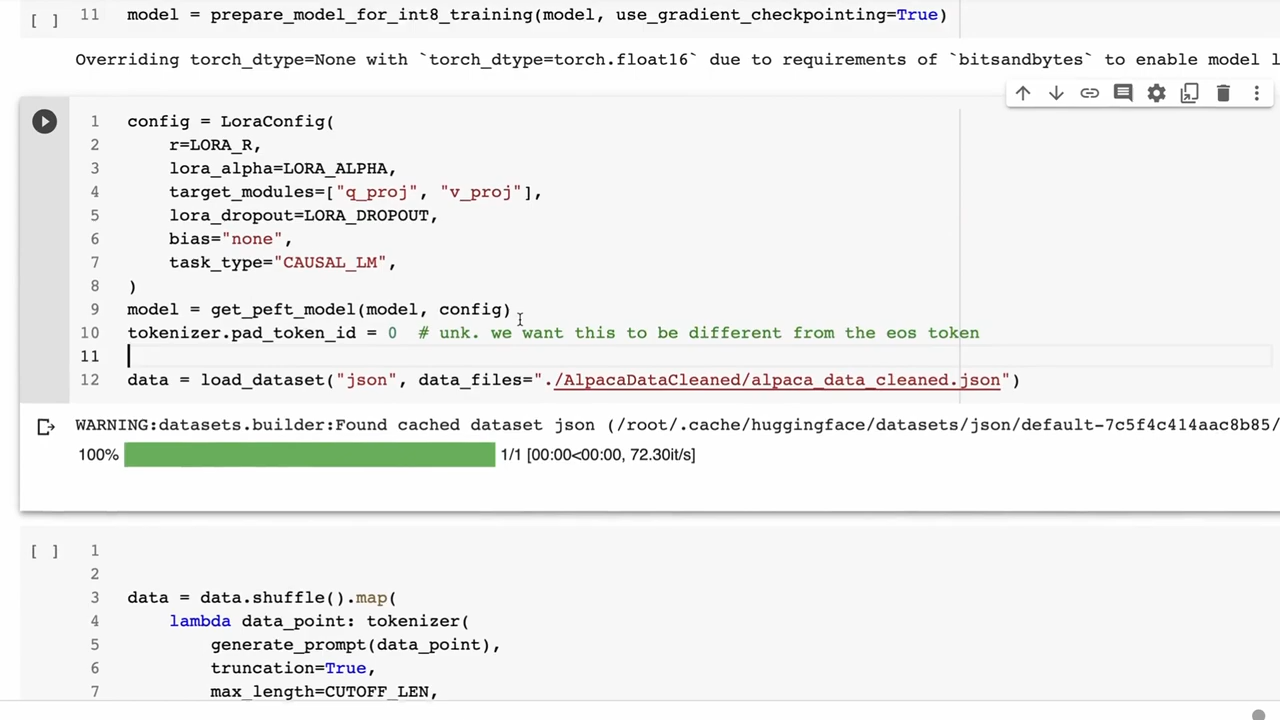 [ ] 11 model = prepare_model_for_int8_training(model, use_gradient_checkpointing=True)
Overriding torch_dtype=None with `torch_dtype=torch.float16` due to requirements of `bitsandbytes` to enable model l
1 config = LoraConfig(
2 r=LORA_R,
3 lora_alpha=LORA_ALPHA,
4 target_modules=["q_proj", "v_proj"],
5 lora_dropout=LORA_DROPOUT,
6 bias="none",
7 task_type="CAUSAL_LM",
8 )
9 model = get_peft_model(model, config)
10 tokenizer.pad_token_id = 0 # unk. we want this to be different from the eos token
11
12 data = load_dataset("json", data_files="./AlpacaDataCleaned/alpaca_data_cleaned.json")
WARNING:datasets.builder:Found cached dataset json (/root/.cache/huggingface/datasets/json/default-7c5f4c414aac8b85/
100% 1/1 [00:00<00:00, 72.30it/s]
[ ] 1
2
3 data = data.shuffle().map(
4 lambda data_point: tokenizer(
5 generate_prompt(data_point),
6 truncation=True,
7 max_length=CUTOFF_LEN,